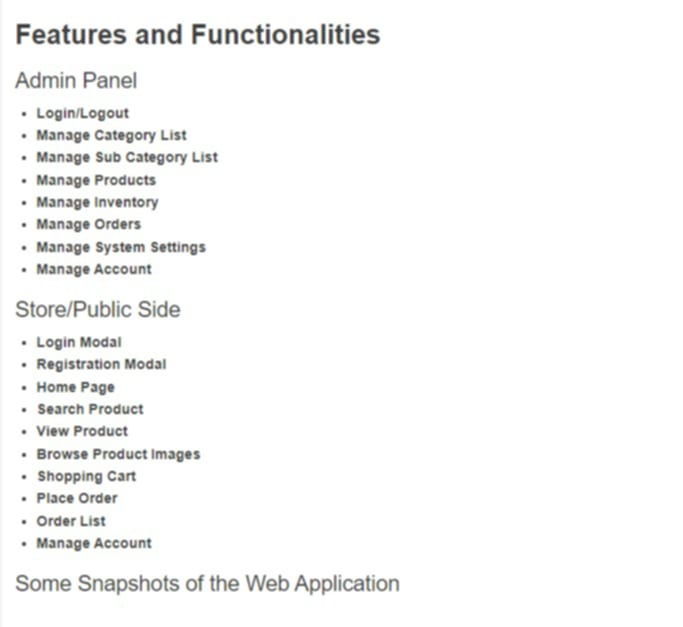 Features and Functionalities
Admin Panel
• Login/Logout
• Manage Category List
• Manage Sub Category List
• Manage Products
• Manage Inventory
• Manage Orders
• Manage System Settings
• Manage Account
Store/Public Side
• Login Modal
• Registration Modal
• Home Page
• Search Product
• View Product
• Browse Product Images
• Shopping Cart
• Place Order
• Order List
• Manage Account
Some Snapshots of the Web Application